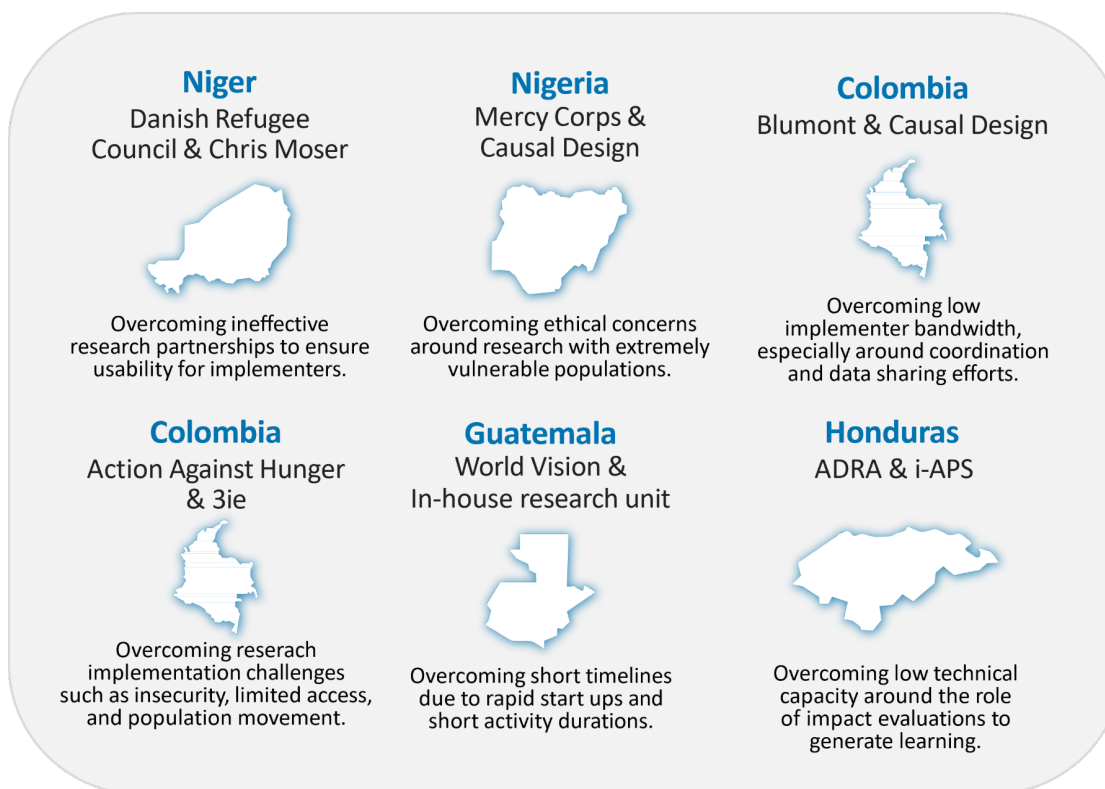 Niger
Danish Refugee
Council & Chris Moser
Overcoming ineffective
research partnerships to ensure
usability for implementers.
Nigeria
Mercy Corps &
Causal Design
Overcoming ethical concerns
around research with extremely
vulnerable populations.
Colombia
Blumont & Causal Design
Overcoming low
implementer bandwidth,
especially around coordination
and data sharing efforts.
Colombia
Action Against Hunger
& 3ie
Overcoming reserach
implementation challenges
such as insecurity, limited access,
and population movement.
Guatemala
World Vision &
In-house research unit
Overcoming short timelines
due to rapid start ups and
short activity durations.
Honduras
ADRA & i-APS
Overcoming low technical
capacity around the role
of impact evaluations to
generate learning.